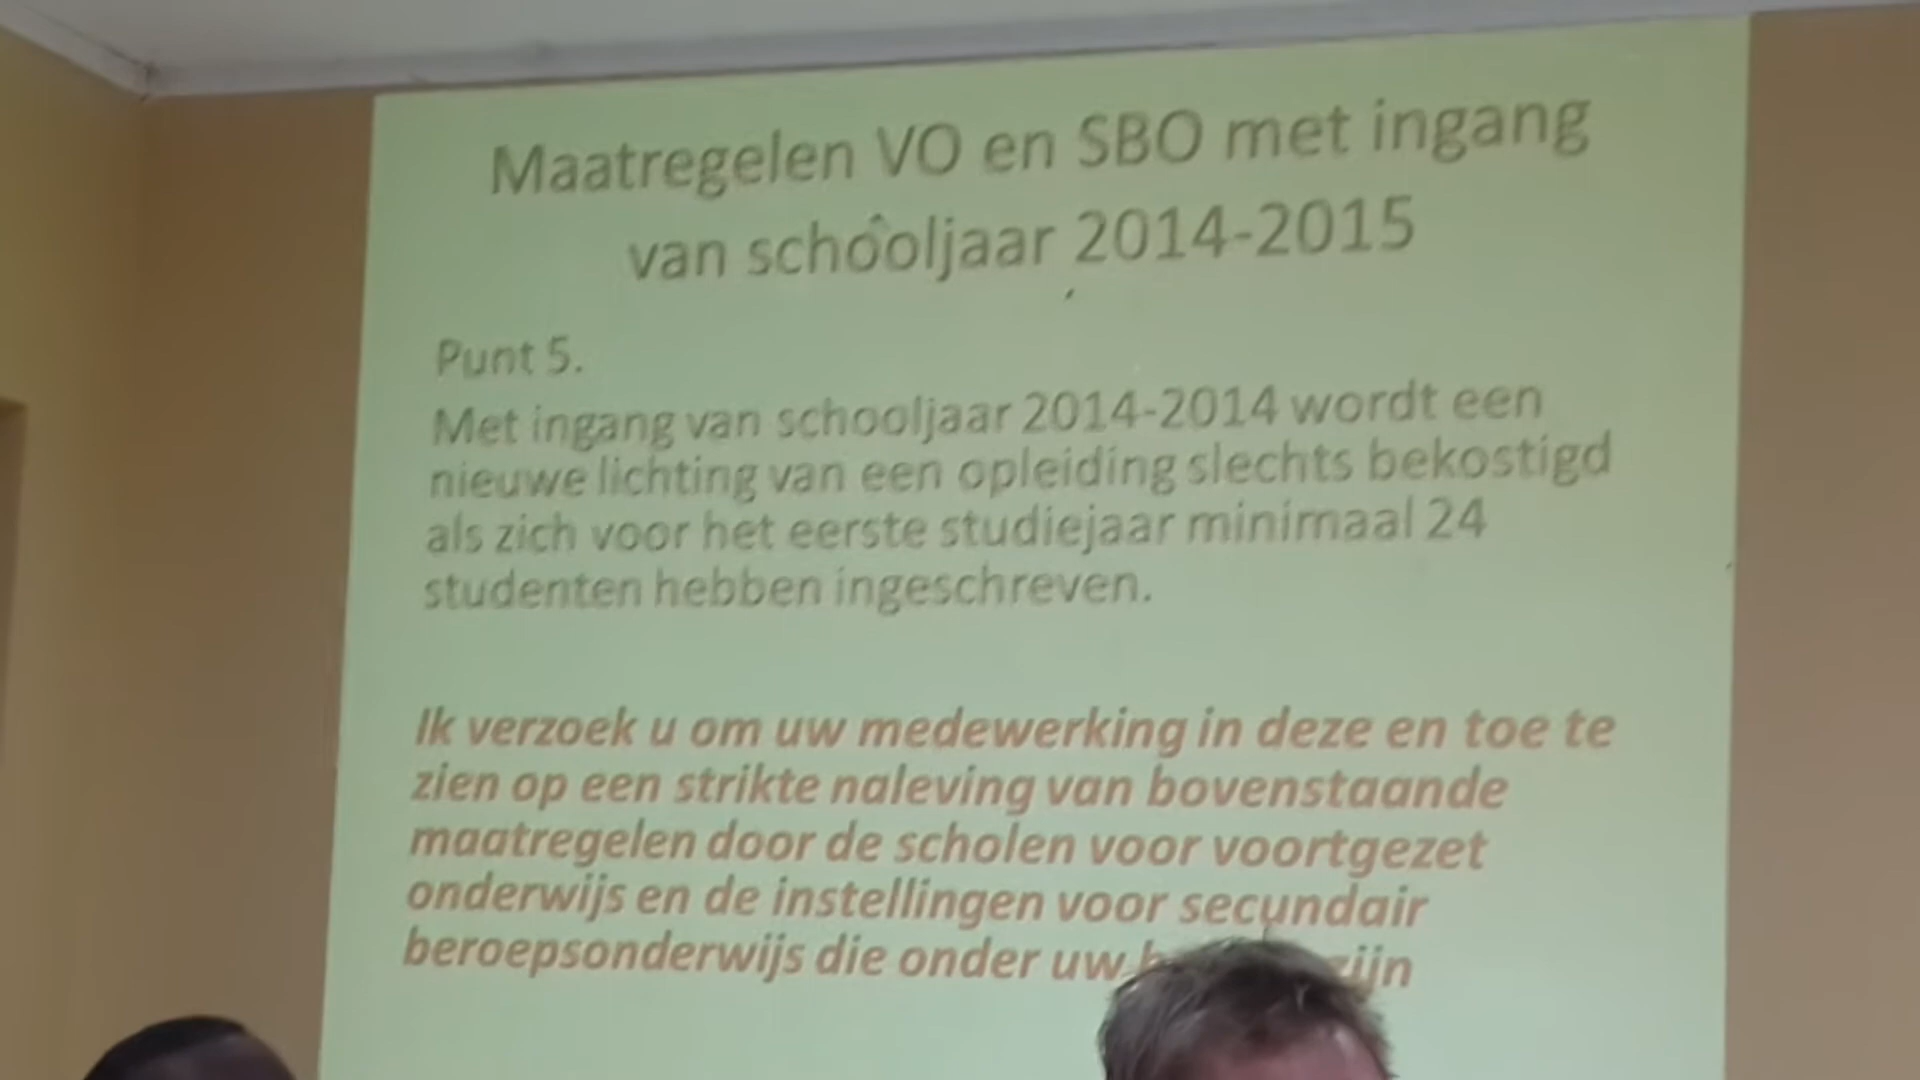 Maatregelen VO en SBO met ingang
van schooljaar 2014-2015
Punt 5.
Met ingang van schooljaar 2014-2014 wordt een
nieuwe lichting van een opleiding slechts bekostigd
als zich voor het eerste studiejaar minimaal 24
studenten hebben ingeschreven.
Ik verzoek u om uw medewerking in deze en toe te
zien op een strikte naleving van bovenstaande
maatregelen door de scholen voor voortgezet
onderwijs en de instellingen voor secundair
beroepsonderwijs die onder uw zijn